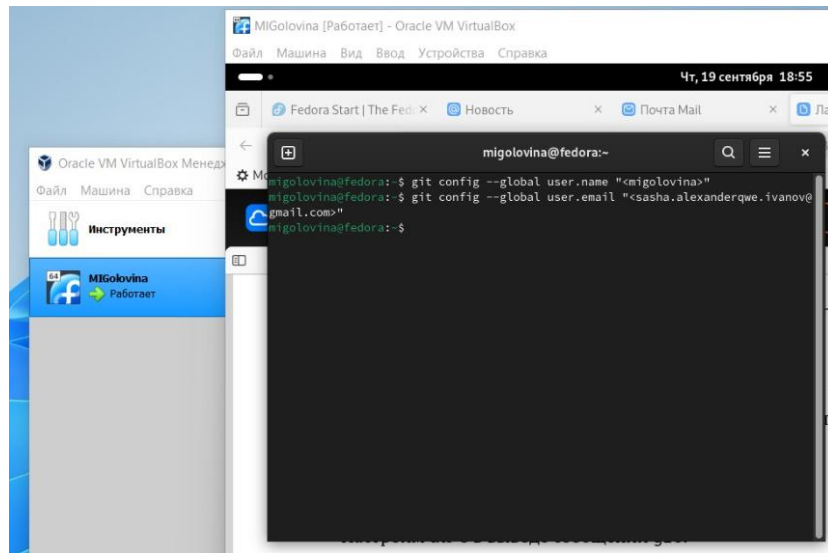 MIGolovina [Работает] - Oracle VM VirtualBox
Файл Машина Вид Ввод Устройства Справка
Чт, 19 сентября 18:55
Fedora Start | The Fed
Новость
Почта Mail
Oracle VM VirtualBox
Файл Машина Справка
Инструменты
64
MIGolovina
Работает
migolovina@fedora:~
migolovina@fedora:~$ git config --global user.name "<migolovina>"
migolovina@fedora:~$ git config --global user.email "<sasha.alexanderqwe.ivanov@
gmail.com>"
migolovina@fedora:~$